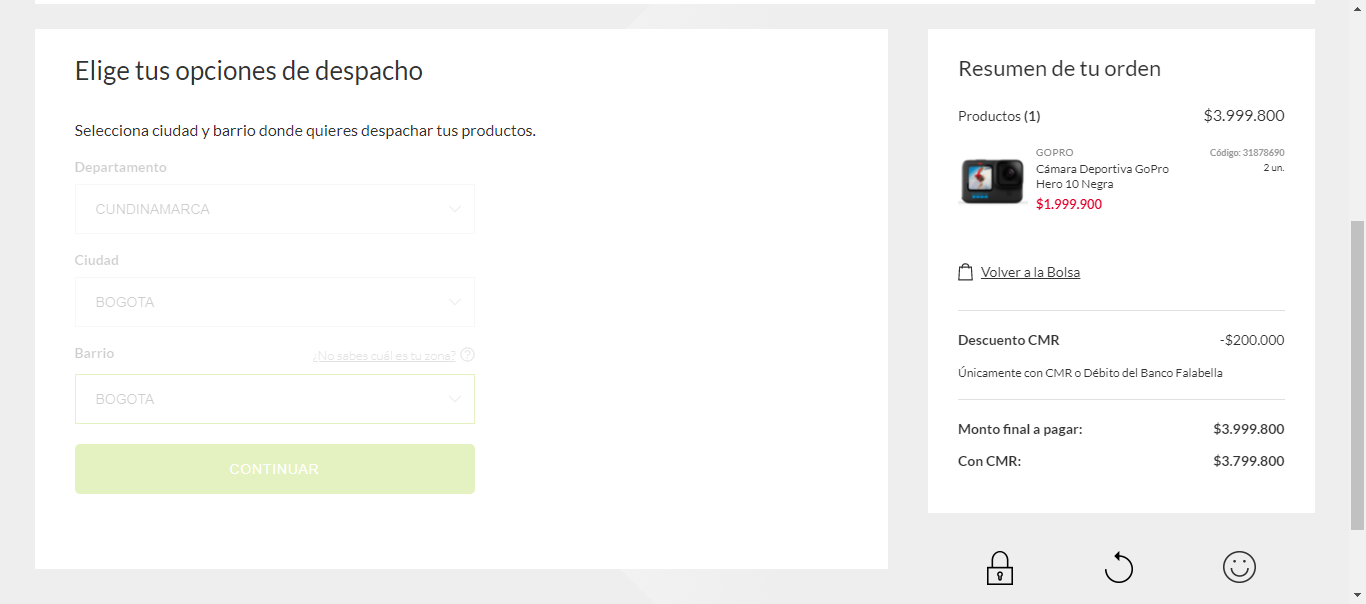 Elige tus opciones de despacho
Selecciona ciudad y barrio donde quieres despachar tus productos.
Departamento
CUNDINAMARCA
Ciudad
BOGOTA
Barrio
¿No sabes cuál es tu zona? ?
BOGOTA
CONTINUAR
Resumen de tu orden
Productos (1) $3.999.800
GOPRO Código: 31878690
Cámara Deportiva GoPro 2 un.
Hero 10 Negra
$1.999.900
Volver a la Bolsa
Descuento CMR -$200.000
Únicamente con CMR o Débito del Banco Falabella
Monto final a pagar: $3.999.800
Con CMR: $3.799.800